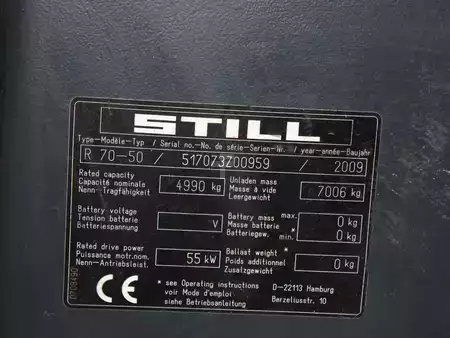 STILL
Type-Modèle-Typ / Serial no.-No. de série-Serien-Nr. / year-année-Baujahr
R 70-50 / 517073Z00959 / 2009
Rated capacity
Capacité nominale
Nenn-Tragfähigkeit
4990 kg
Unladen mass
Masse à vide
Leergewicht
7006 kg
Battery voltage
Tension batterie
Batteriespannung
V
Battery mass max.
Masse batterie *
Batteriegew. min.
0 kg
0 kg
Rated drive power
Puissance motr.nom.
Nenn-Antriebsleist.
55 kW
Ballast weight *
Poids additionnel
Zusatzgewicht
0 kg
0708490
CE
* see Operating instructions
voir Mode d'emploi
siehe Betriebsanleitung
D-22113 Hamburg
Berzeliusstr. 10